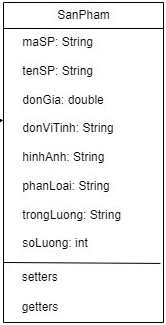 SanPham
maSP: String
tenSP: String
donGia: double
donViTinh: String
hinhAnh: String
phanLoai: String
trongLuong: String
soLuong: int
setters
getters